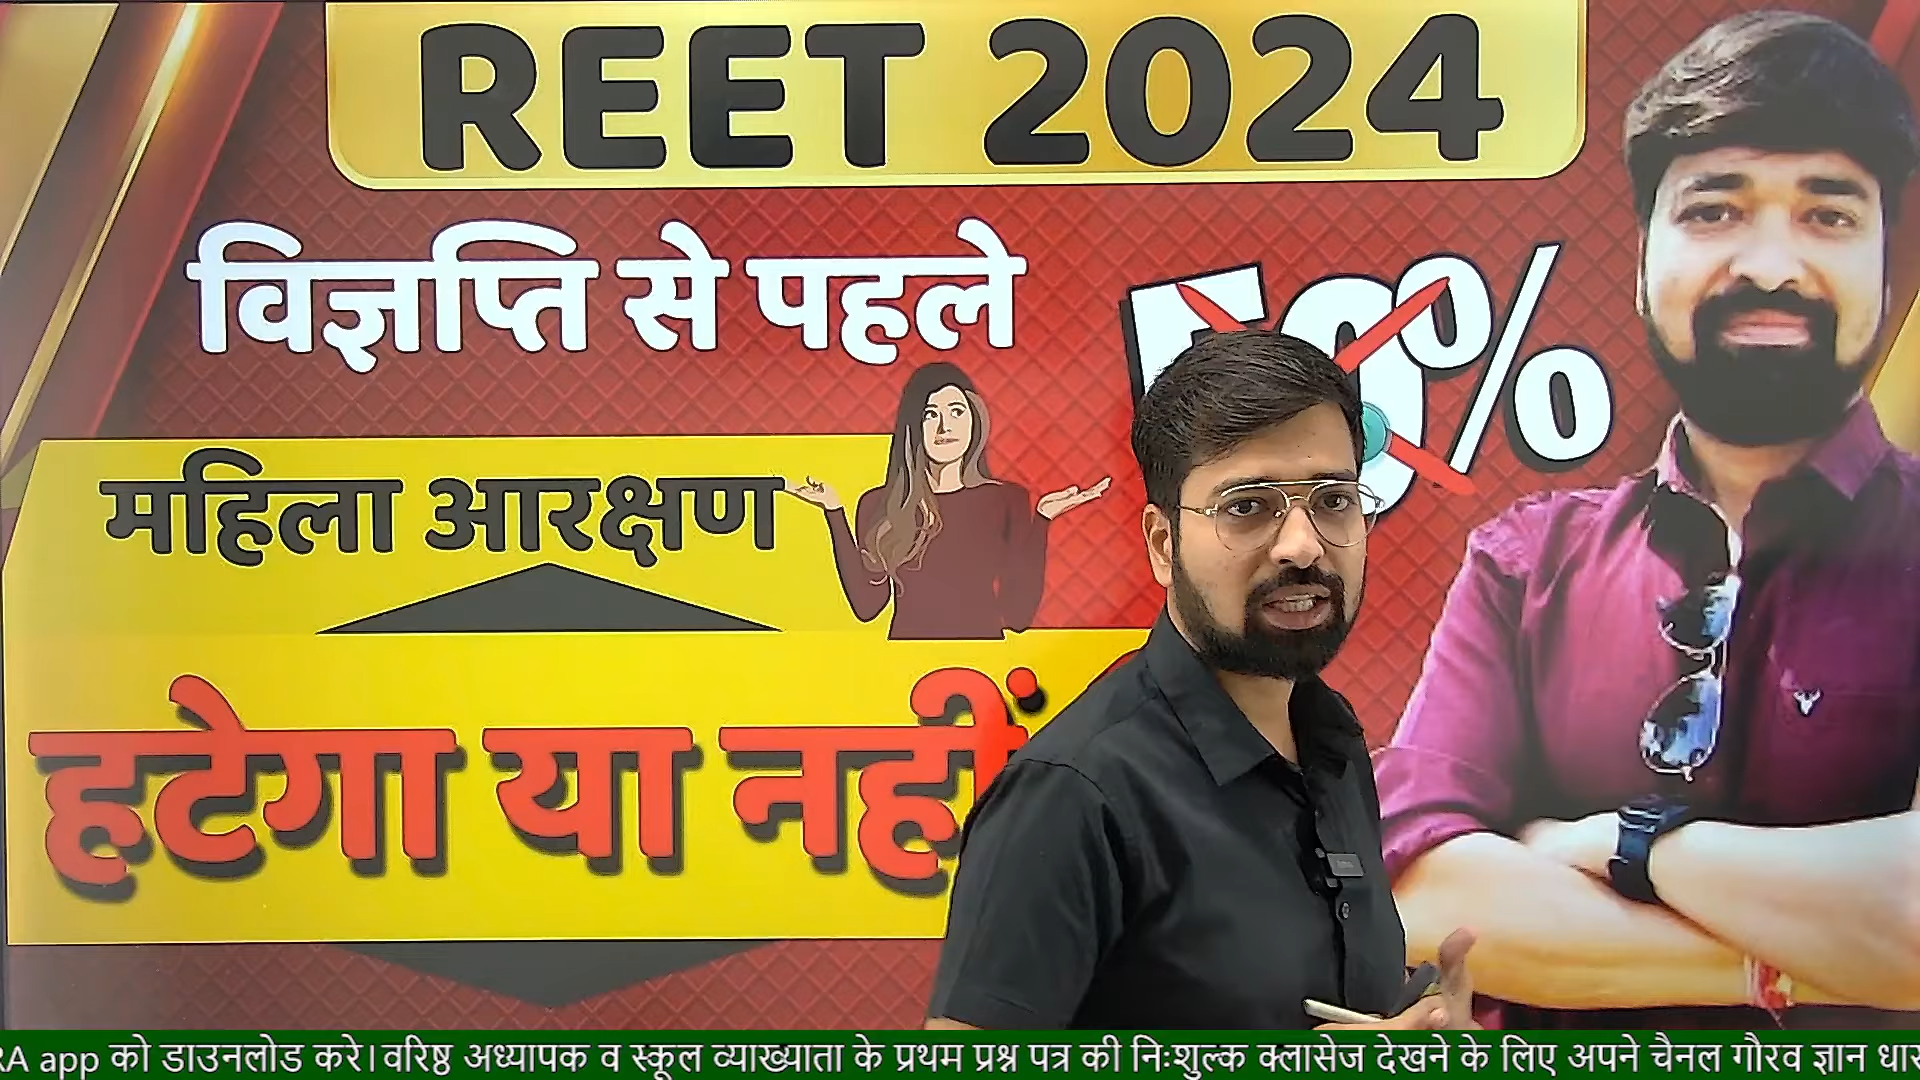 REET 2024
विज्ञप्ति से पहले
50%
महिला आरक्षण
हटेगा या नहीं
RA app को डाउनलोड करे। वरिष्ठ अध्यापक व स्कूल व्याख्याता के प्रथम प्रश्न पत्र की निःशुल्क क्लासेज देखने के लिए अपने चैनल गौरव ज्ञान